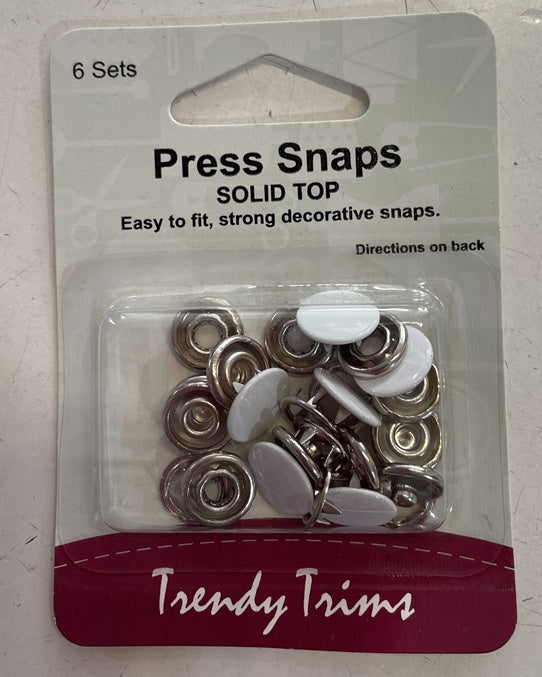 6 Sets
Press Snaps
SOLID TOP
Easy to fit, strong decorative snaps.
Directions on back
Trendy Trims